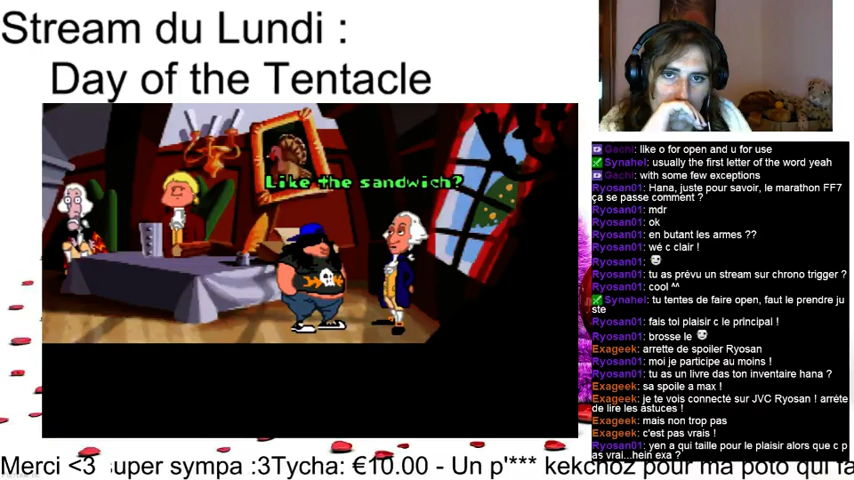 Stream du Lundi :
Day of the Tentacle
Like the sandwich?
Gachi: like o for open and u for use
Synahel: usually the first letter of the word yeah
Gachi: with some few exceptions
Ryosan01: Hana, juste pour savoir, le marathon FF7
ça se passe comment ?
Ryosan01: mdr
Ryosan01: ok
Ryosan01: en butant les armes ??
Ryosan01: wé c clair !
Ryosan01:
Ryosan01: tu as prévu un stream sur chrono trigger ?
Ryosan01: cool ^^
Synahel: tu tentes de faire open, faut le prendre ju
ste
Ryosan01: fais toi plaisir c le principal !
Ryosan01: brosse le
Exageek: arrette de spoiler Ryosan
Ryosan01: moi je participe au moins !
Ryosan01: tu as un livre das ton inventaire hana ?
Exageek: sa spoile a max !
Exageek: je te vois connecté sur JVC Ryosan ! arréte
de lire les astuces !
Exageek: mais non trop pas
Exageek: c'est pas vrais !
Ryosan01: yen a qui taille pour le plaisir alors que c p
as vrai...hein exa ?
Merci <3 super sympa :3Tycha: €10.00 - Un p'*** kekchoz pour ma poto qui fa